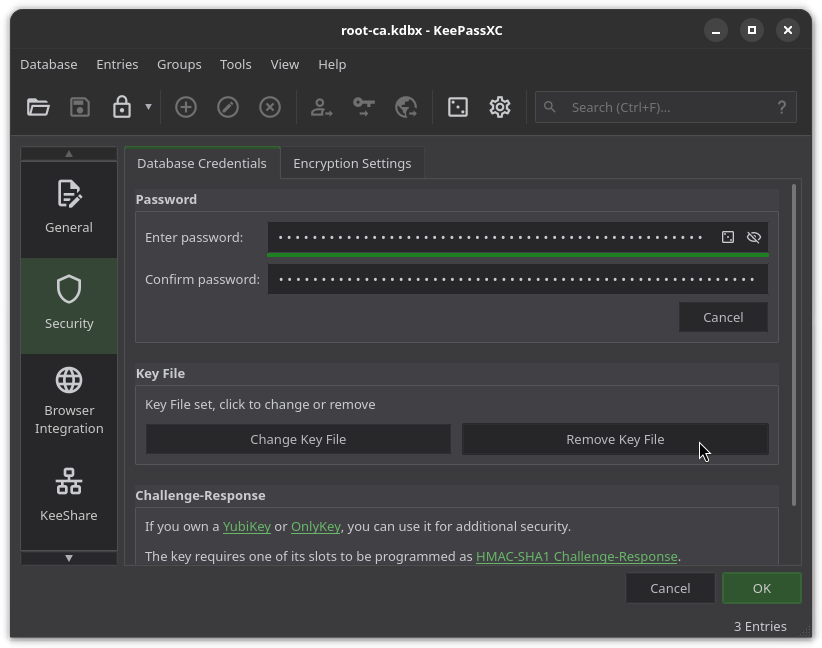 root-ca.kdbx - KeePassXC
Database Entries Groups Tools View Help
Search (Ctrl+F)... ?
Database Credentials Encryption Settings
General
Security
Browser
Integration
KeeShare
Password
Enter password:
Confirm password:
Cancel
Key File
Key File set, click to change or remove
Change Key File Remove Key File
Challenge-Response
If you own a YubiKey or OnlyKey, you can use it for additional security.
The key requires one of its slots to be programmed as HMAC-SHA1 Challenge-Response.
Cancel OK
3 Entries